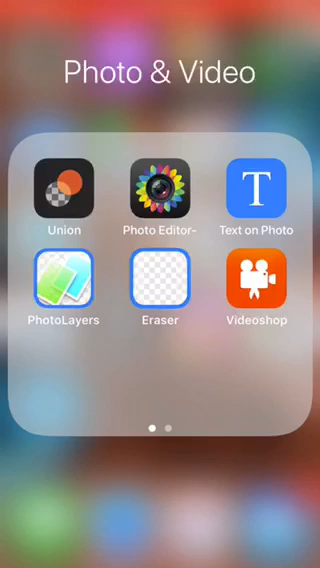 Photo & Video
Union
Photo Editor-
T
Text on Photo
PhotoLayers
Eraser
Videoshop